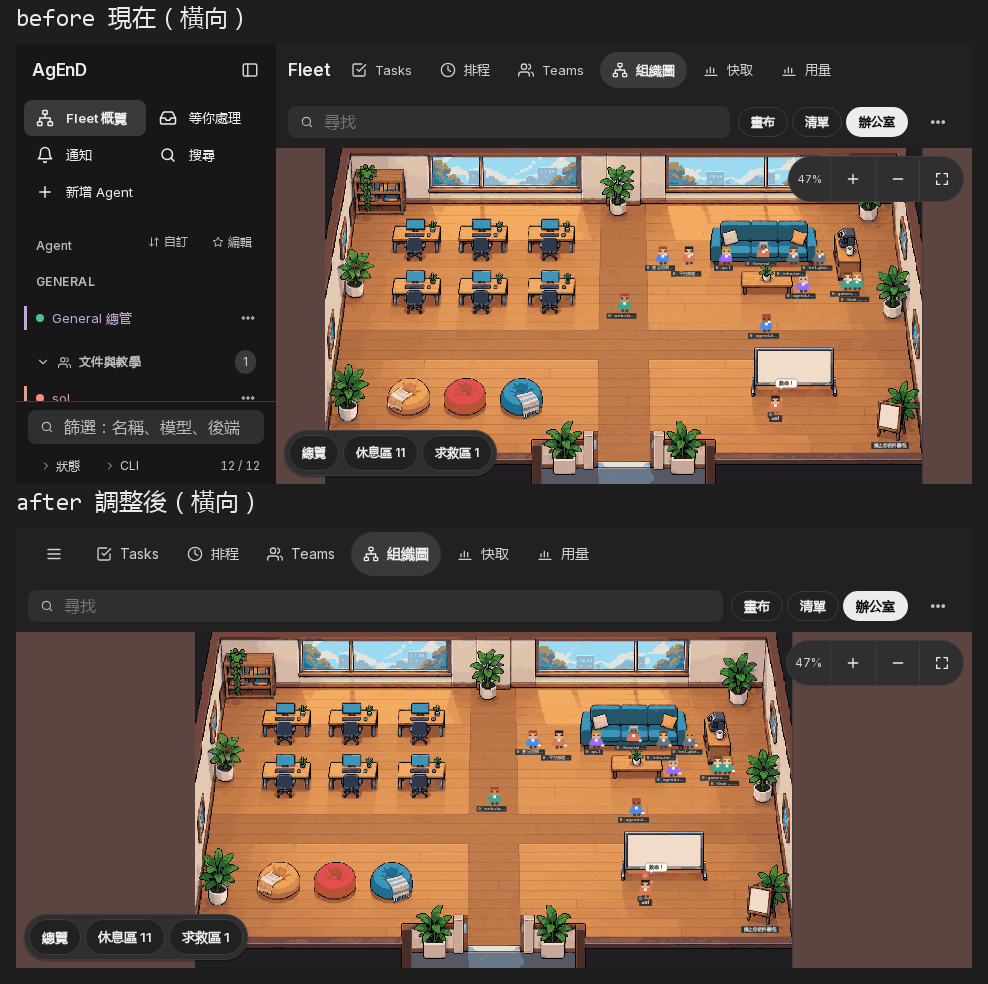 before 現在（橫向）
AgEnD
Fleet Tasks 排程 Teams 組織圖 快取 用量
Fleet 概覽 等你處理
尋找 畫布 清單 辦公室
通知 搜尋
47%
新增 Agent
Agent 自訂 編輯
GENERAL
General 總管
文件與教學 1
救命！
sol
篩選：名稱、模型、後端
總覽 休息區 11 求救區 1
狀態 CLI 12 / 12
after 調整後（橫向）
Tasks 排程 Teams 組織圖 快取 用量
尋找 畫布 清單 辦公室
47%
救命！
總覽 休息區 11 求救區 1